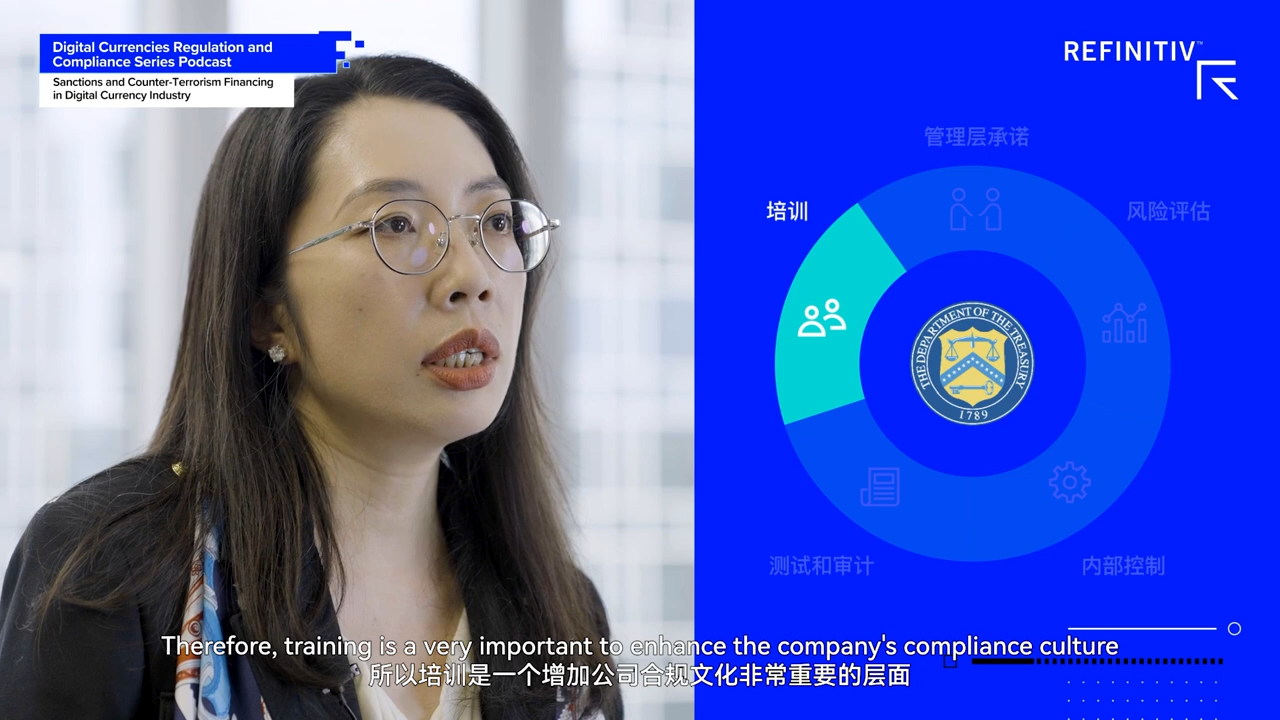 Digital Currencies Regulation and
Compliance Series Podcast
Sanctions and Counter-Terrorism Financing
in Digital Currency Industry
REFINITIV™
管理层承诺
培训
风险评估
THE DEPARTMENT OF THE TREASURY
1789
测试和审计
内部控制
Therefore, training is a very important to enhance the company's compliance culture
所以培训是一个增加公司合规文化非常重要的层面